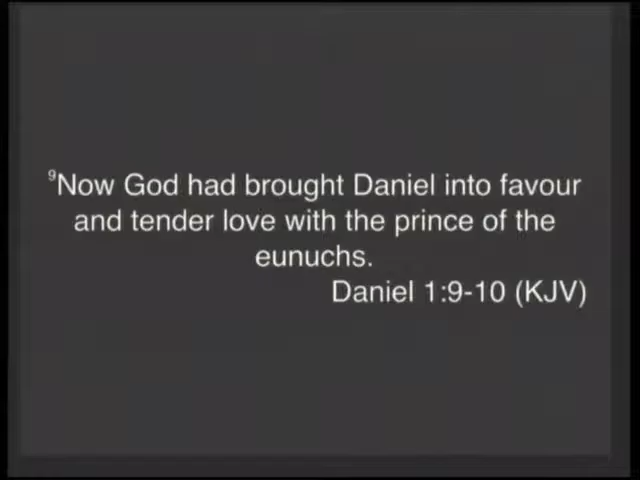 ⁹Now God had brought Daniel into favour
and tender love with the prince of the
eunuchs.
Daniel 1:9-10 (KJV)